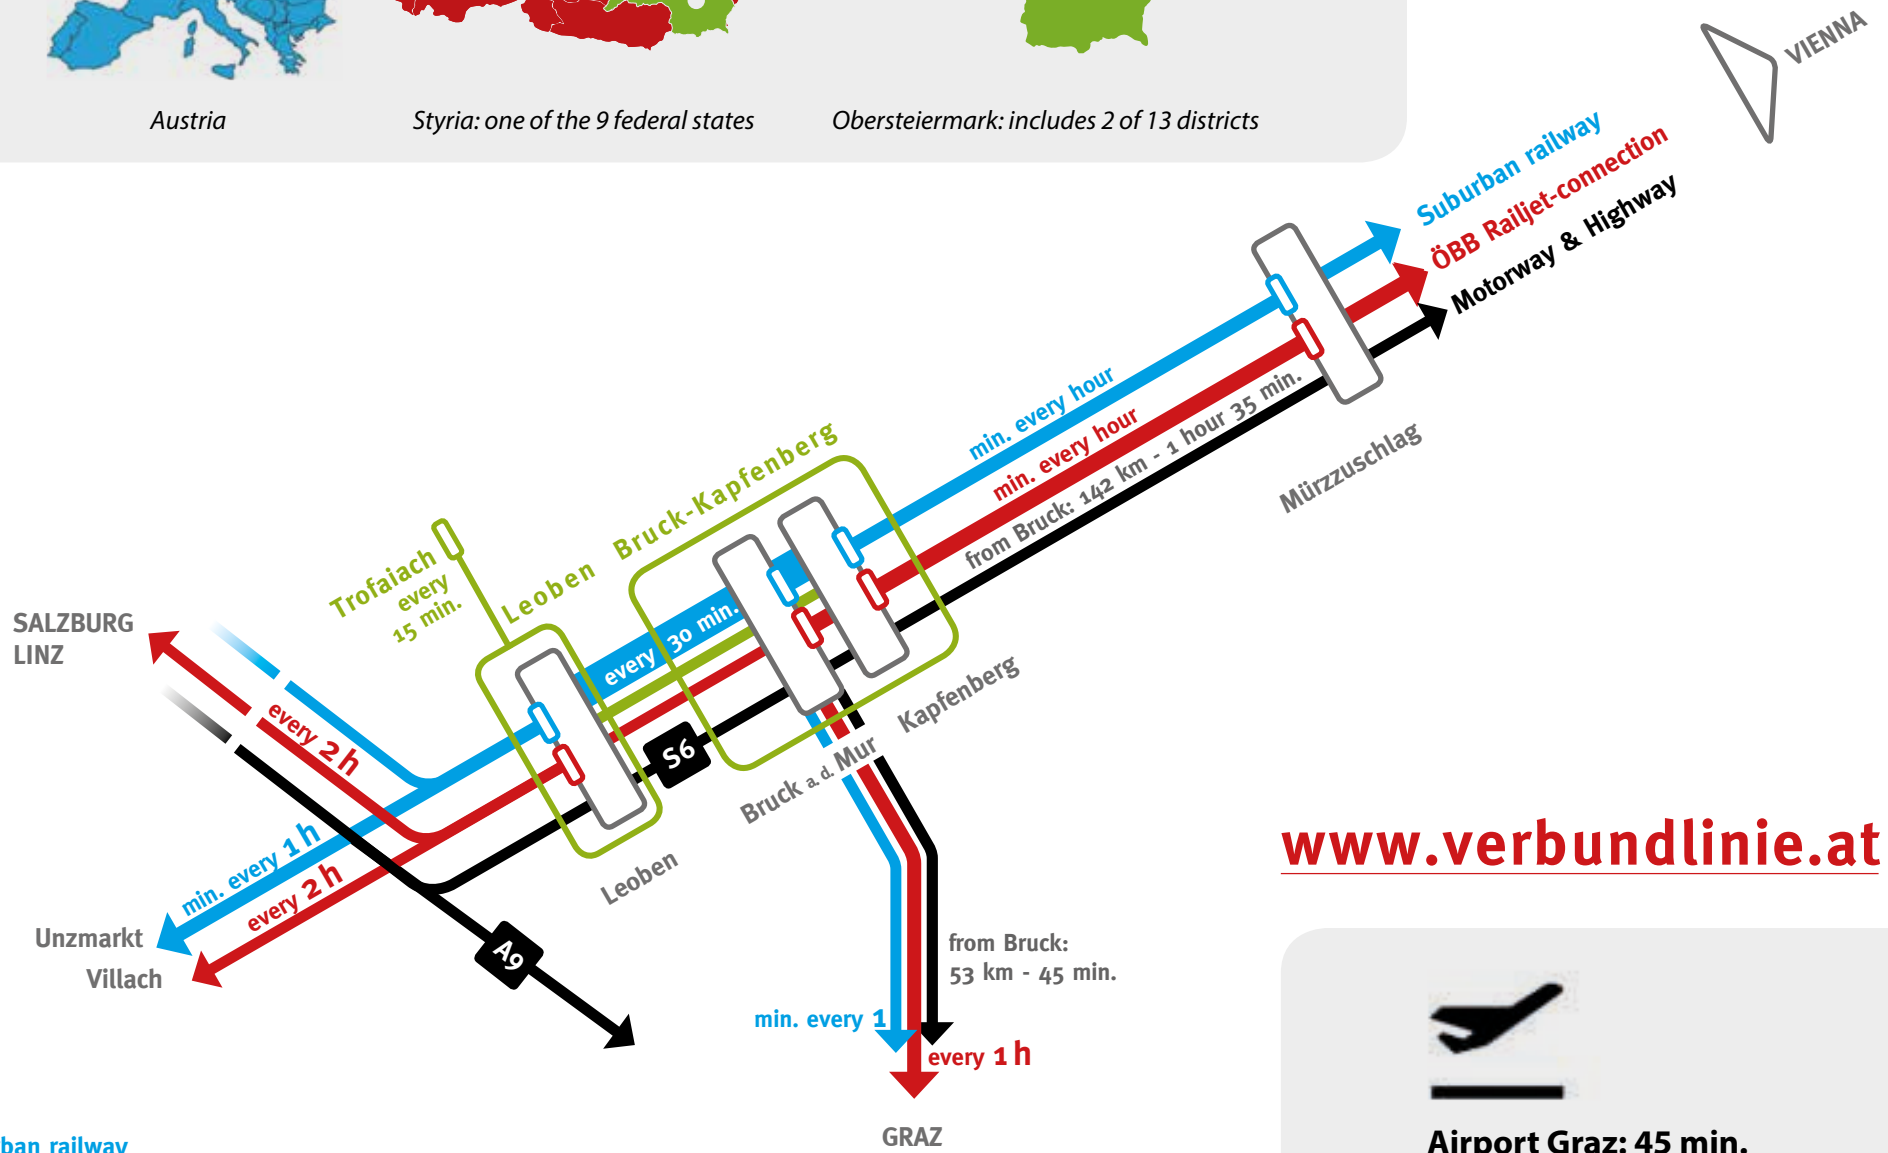 Austria
Styria: one of the 9 federal states
Obersteiermark: includes 2 of 13 districts
VIENNA
Suburban railway
ÖBB Railjet-connection
Motorway & Highway
min. every hour
min. every hour
from Bruck: 142 km - 1 hour 35 min.
Mürzzuschlag
Bruck-Kapfenberg
Leoben
Trofaiach
every
15 min.
every 30 min.
SALZBURG
LINZ
every 2 h
S6
Kapfenberg
Bruck a. d. Mur
Leoben
min. every 1 h
every 2 h
Unzmarkt
Villach
A9
www.verbundlinie.at
from Bruck:
53 km - 45 min.
min. every 1
every 1 h
GRAZ
ban railway
Airport Graz: 45 min.